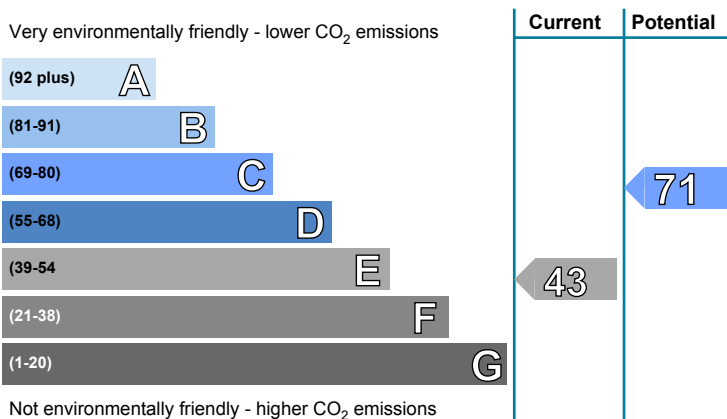 Very environmentally friendly - lower CO2 emissions
Current
Potential
(92 plus) A
(81-91) B
(69-80) C
71
(55-68) D
(39-54 E
43
(21-38) F
(1-20) G
Not environmentally friendly - higher CO2 emissions